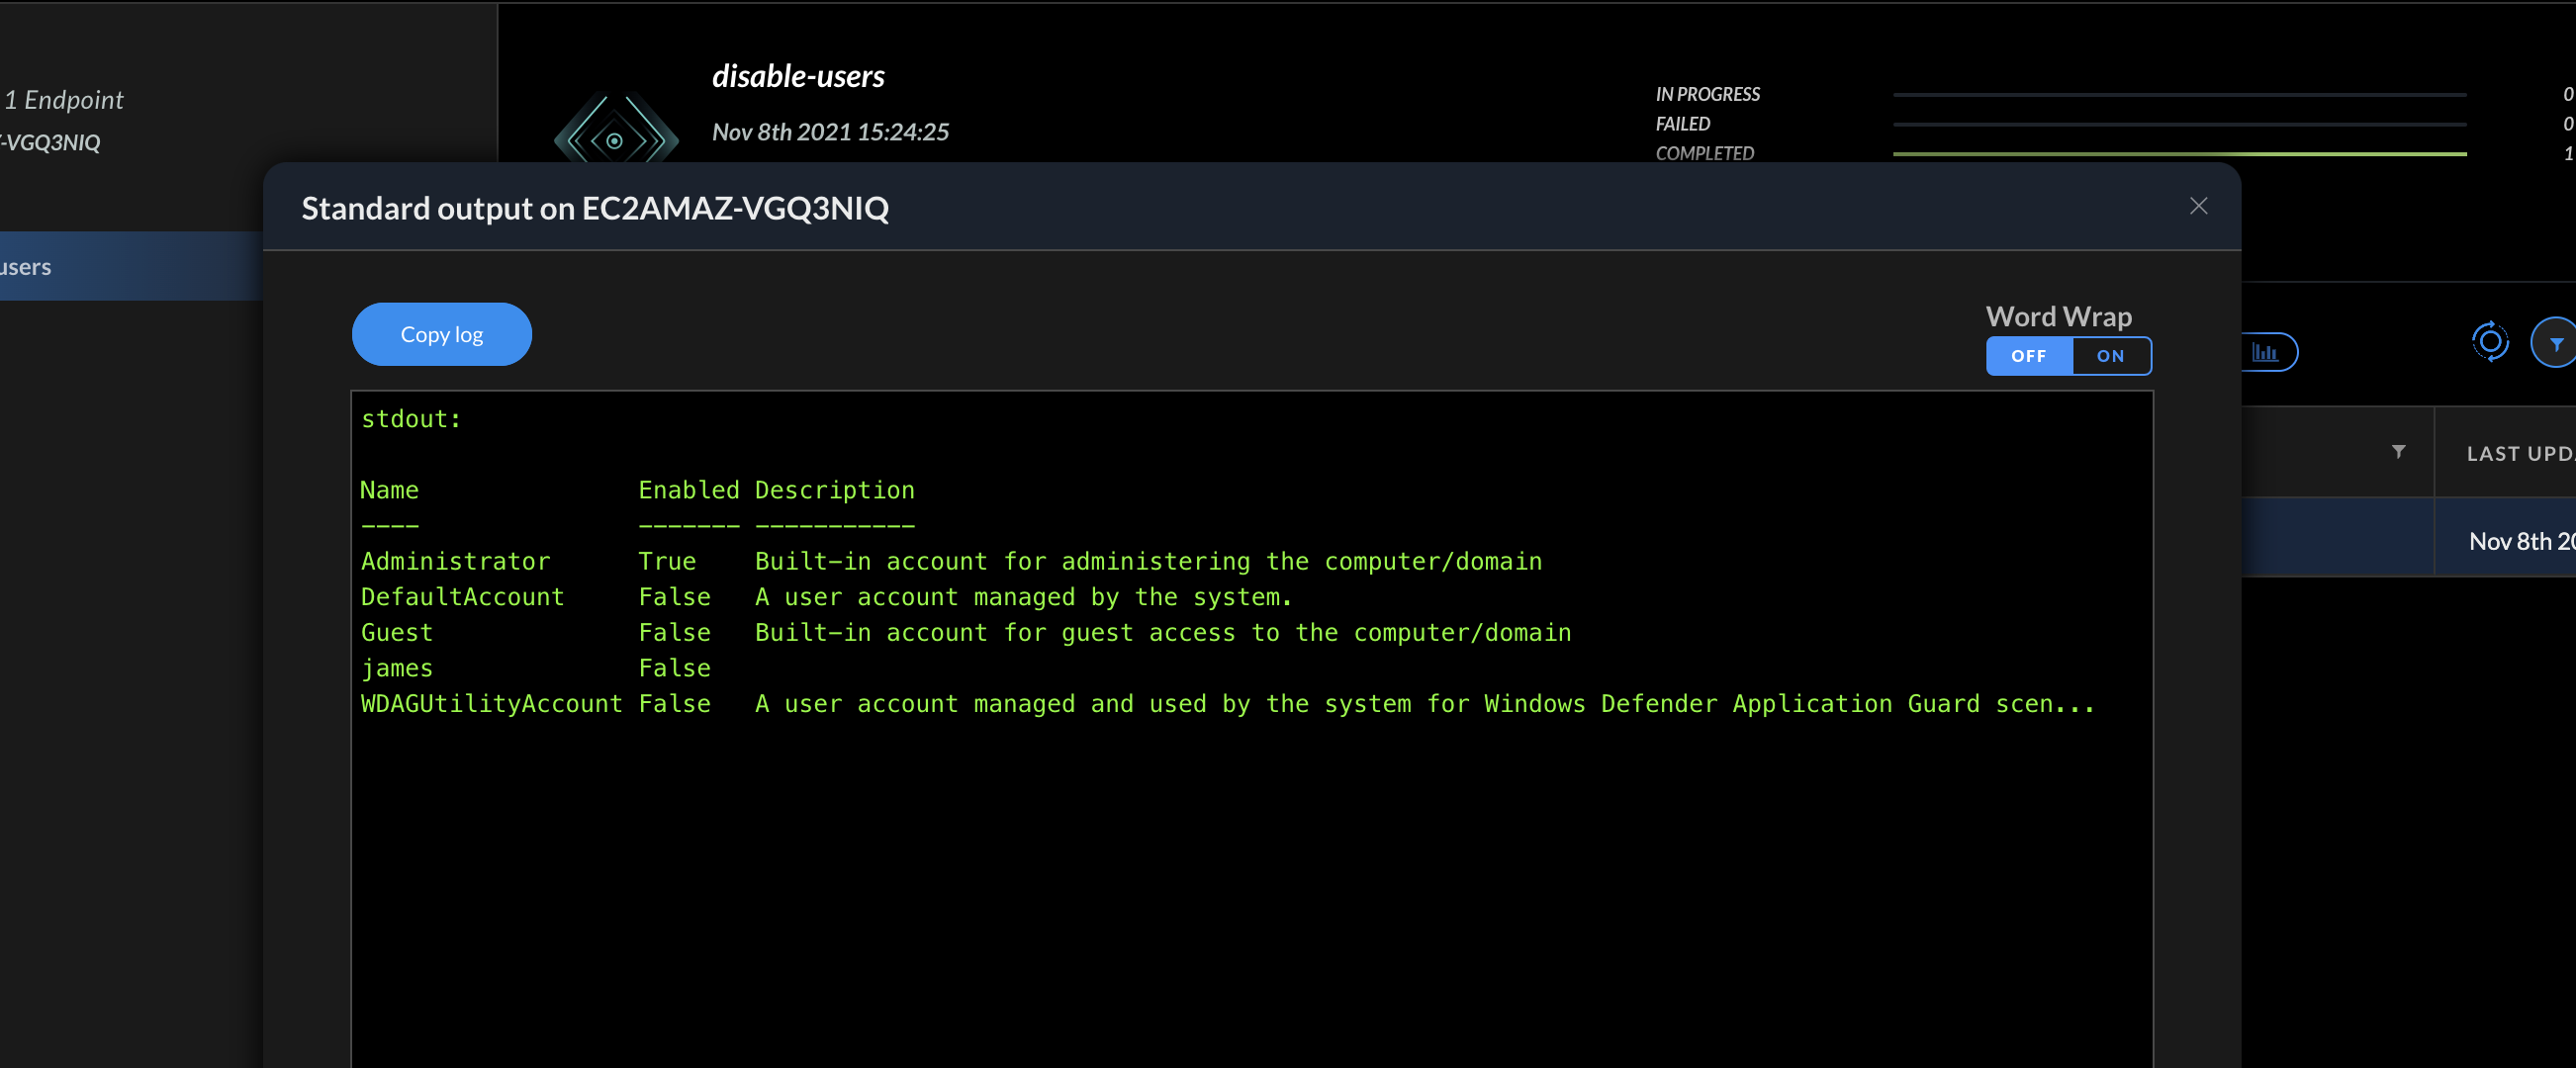 1 Endpoint
-VGQ3NIQ
users
disable-users
Nov 8th 2021 15:24:25
IN PROGRESS 0
FAILED 0
COMPLETED 1
Standard output on EC2AMAZ-VGQ3NIQ
Copy log
Word Wrap
OFF ON
stdout:
Name Enabled Description
---- ------- -----------
Administrator True Built-in account for administering the computer/domain
DefaultAccount False A user account managed by the system.
Guest False Built-in account for guest access to the computer/domain
james False
WDAGUtilityAccount False A user account managed and used by the system for Windows Defender Application Guard scen...
LAST UPD
Nov 8th 20